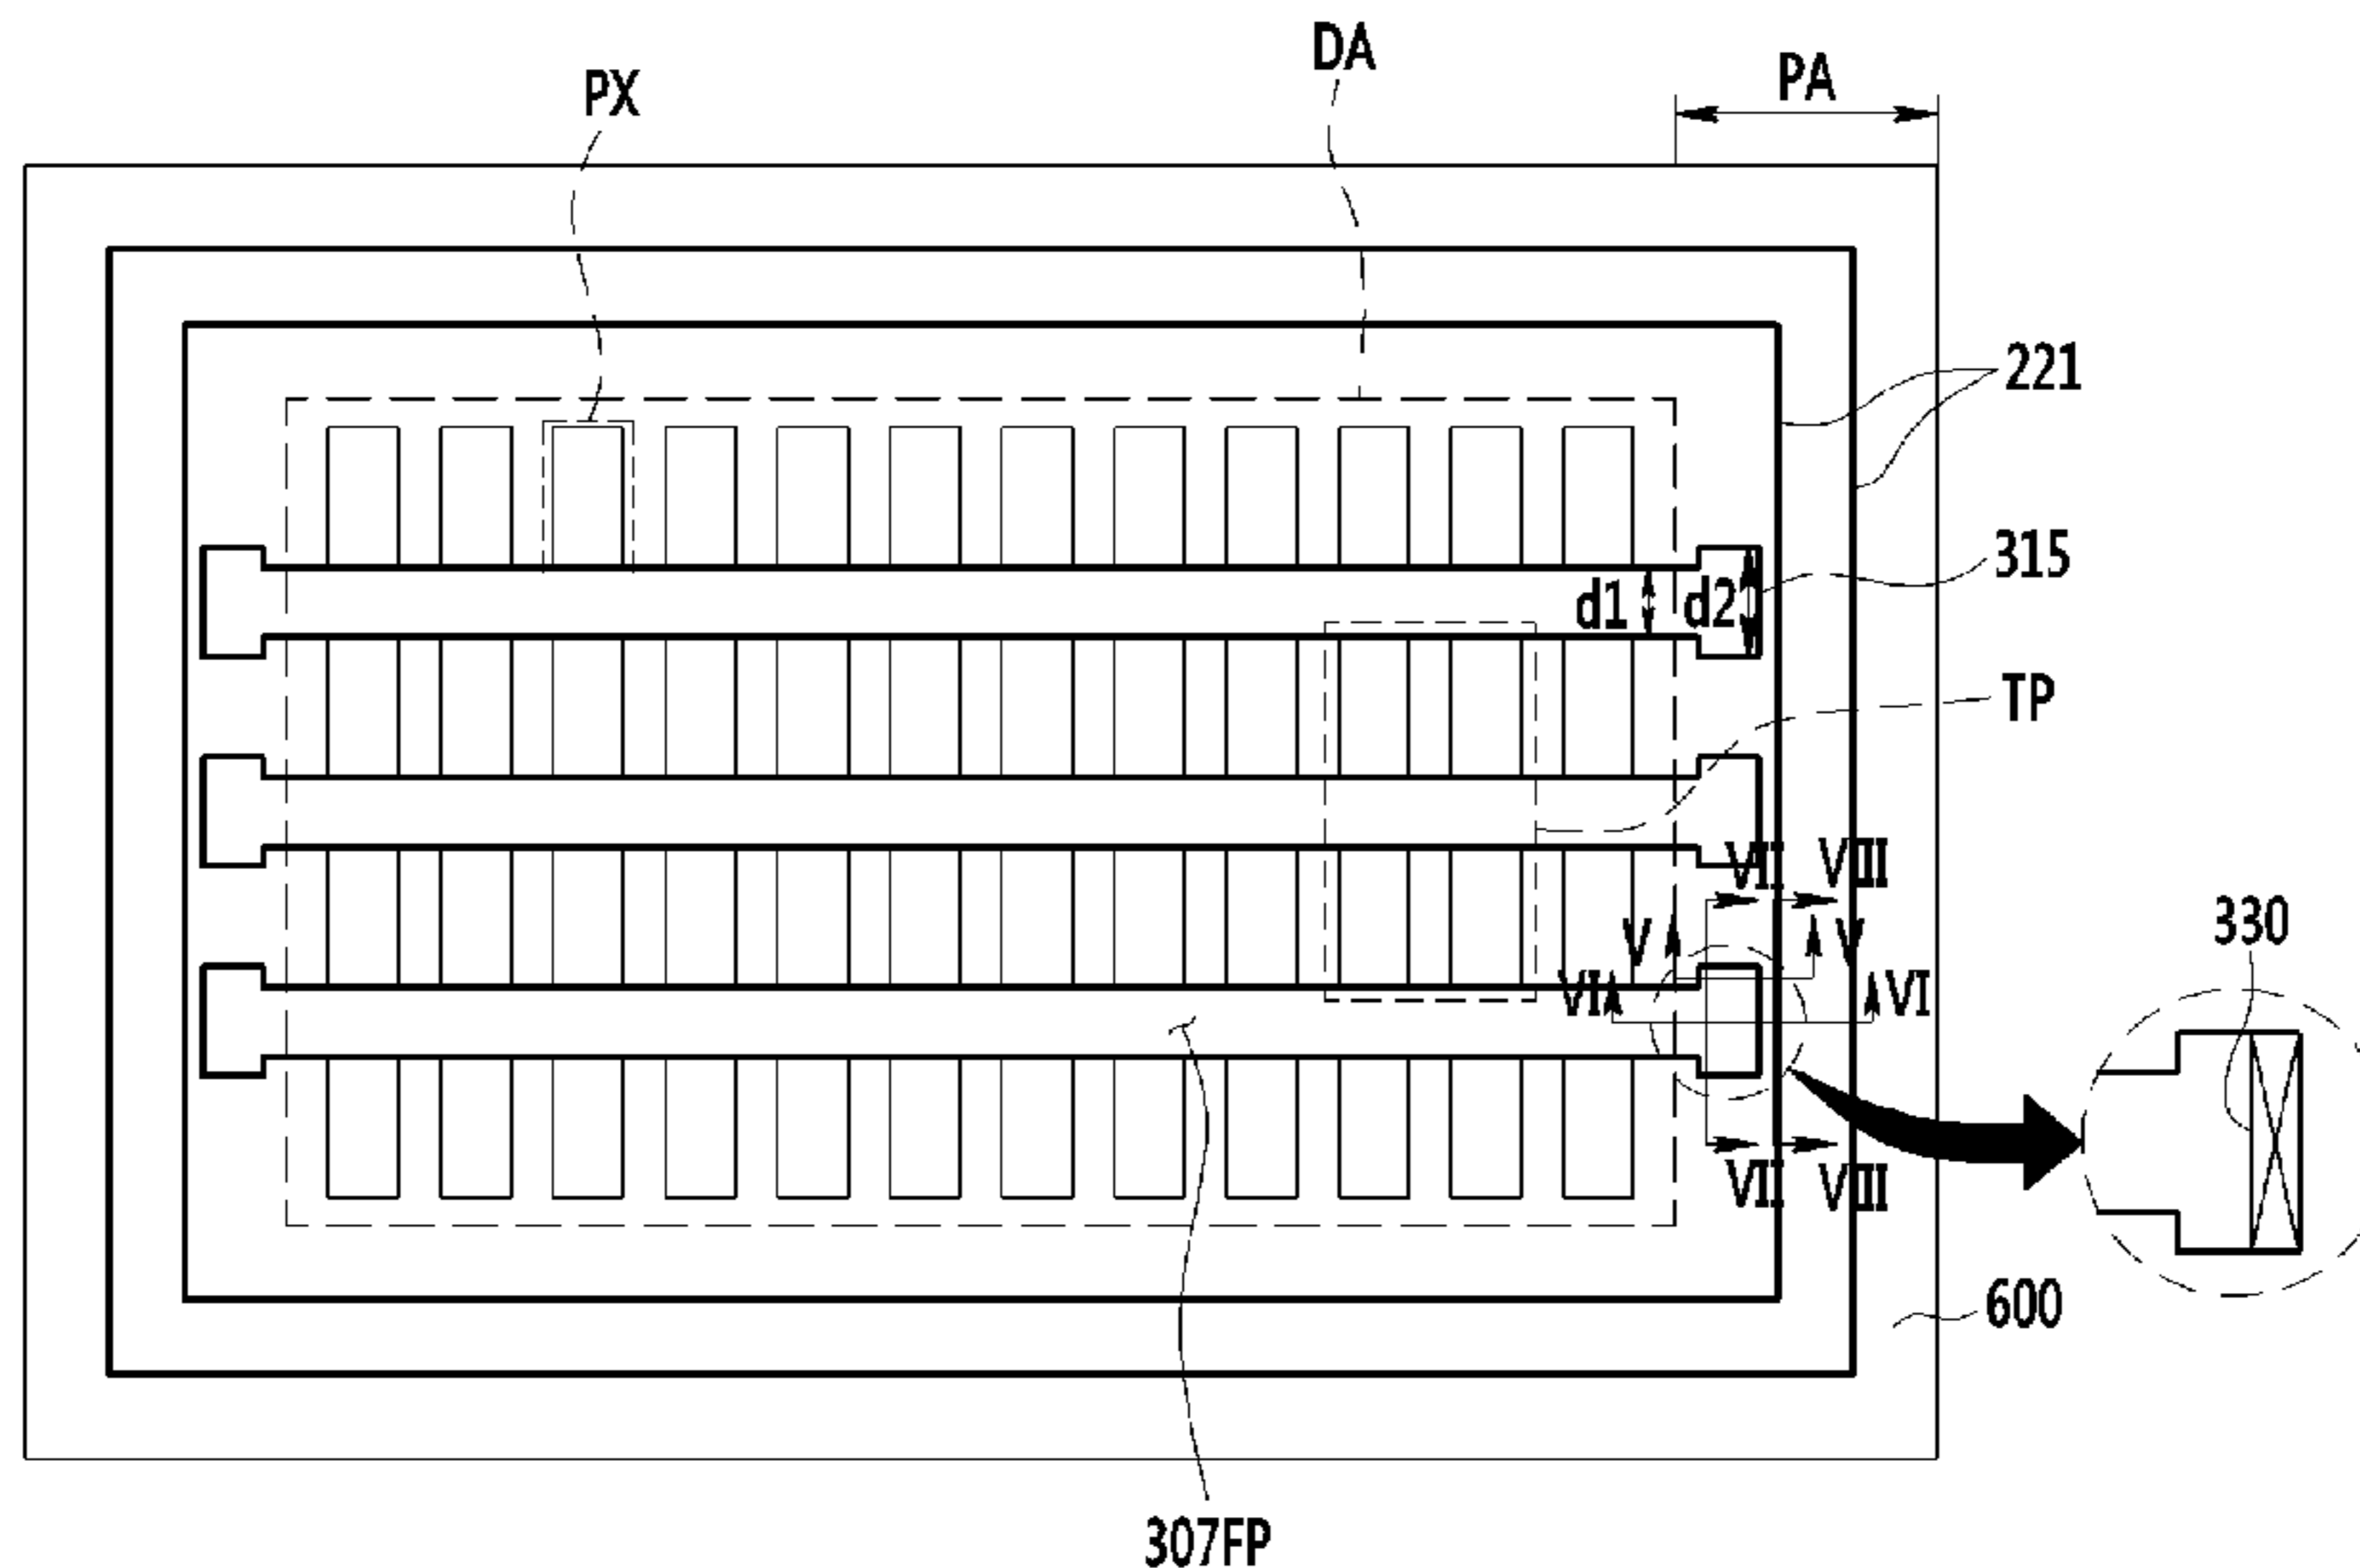 DA
PA
PX
221
315
d1 d2
TP
VII VIII
330
V V
VI VI
VII VIII
600
307FP